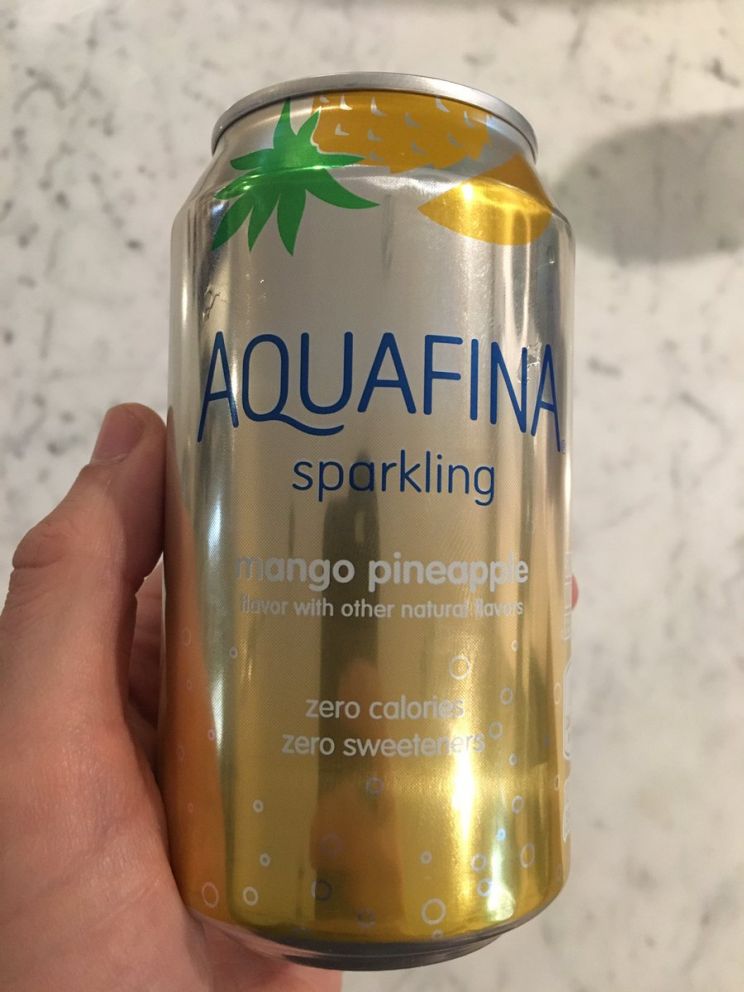 AQUAFINA
sparkling
mango pineapple
flavor with other natural flavors
zero calories
zero sweeteners